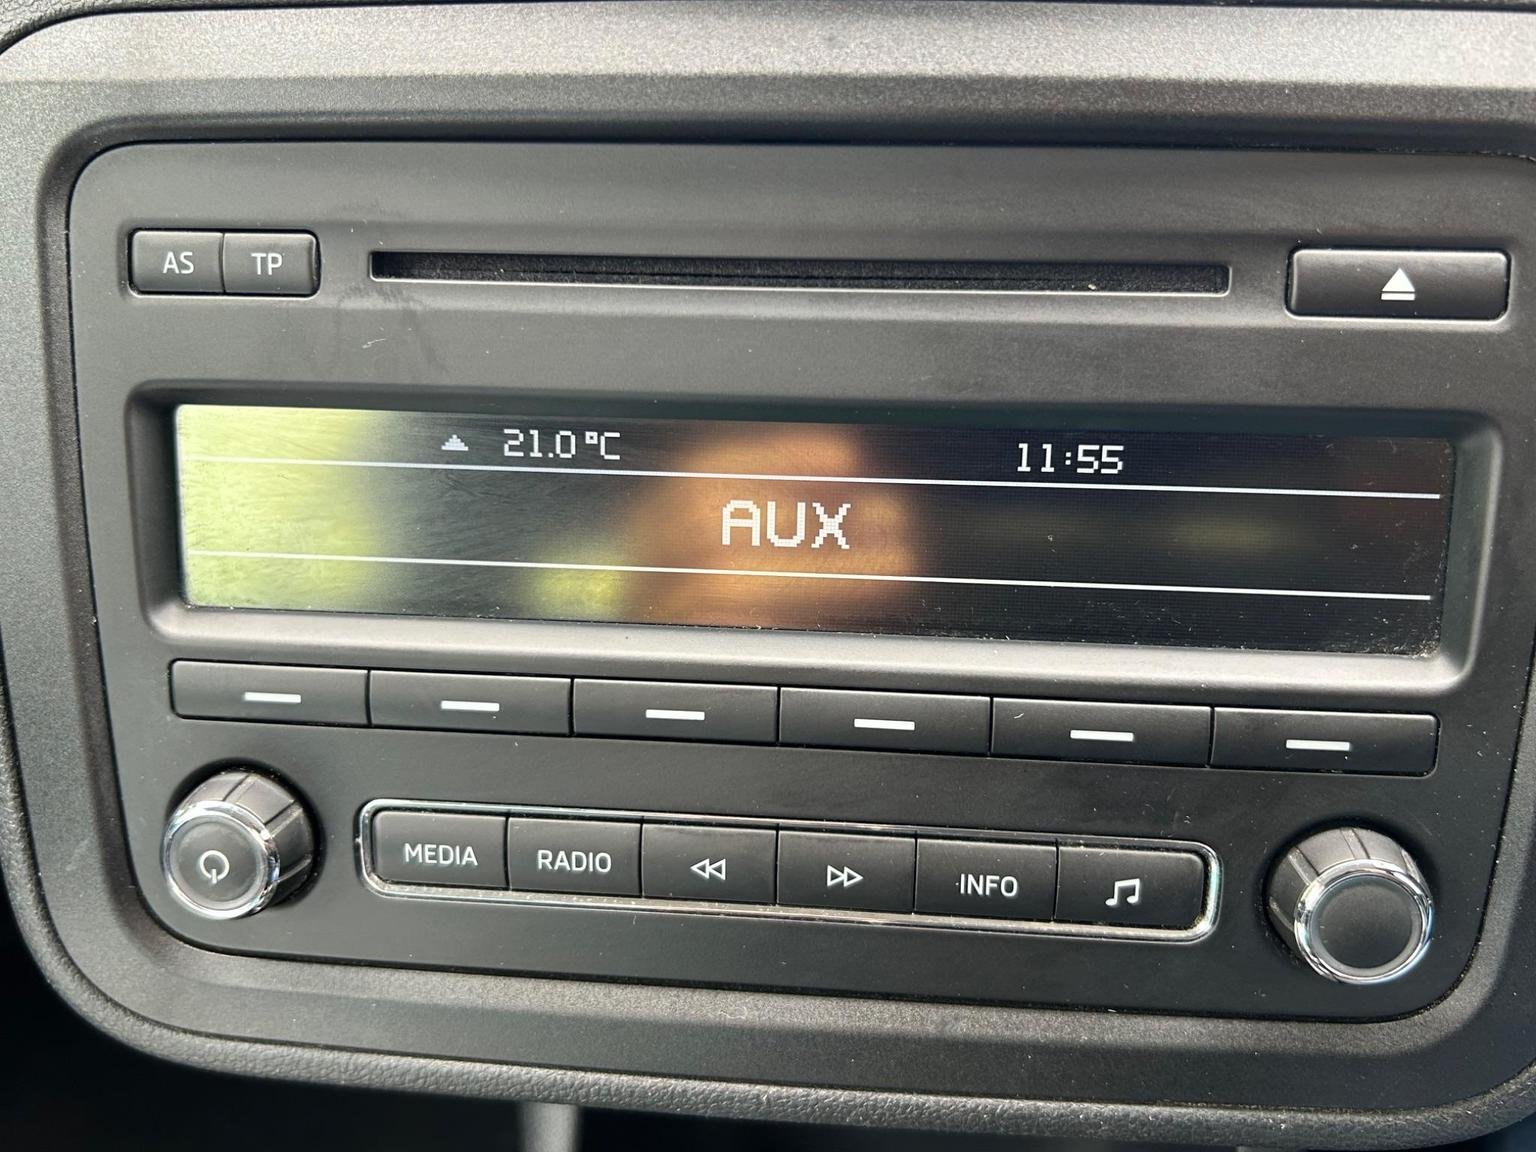 AS TP
21.0°C 11:55
AUX
MEDIA RADIO INFO